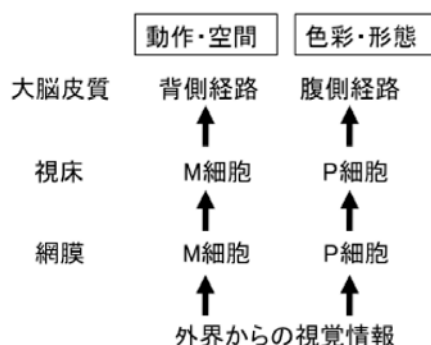 動作・空間 色彩・形態
大脳皮質 背側経路 腹側経路
視床 M細胞 P細胞
網膜 M細胞 P細胞
外界からの視覚情報